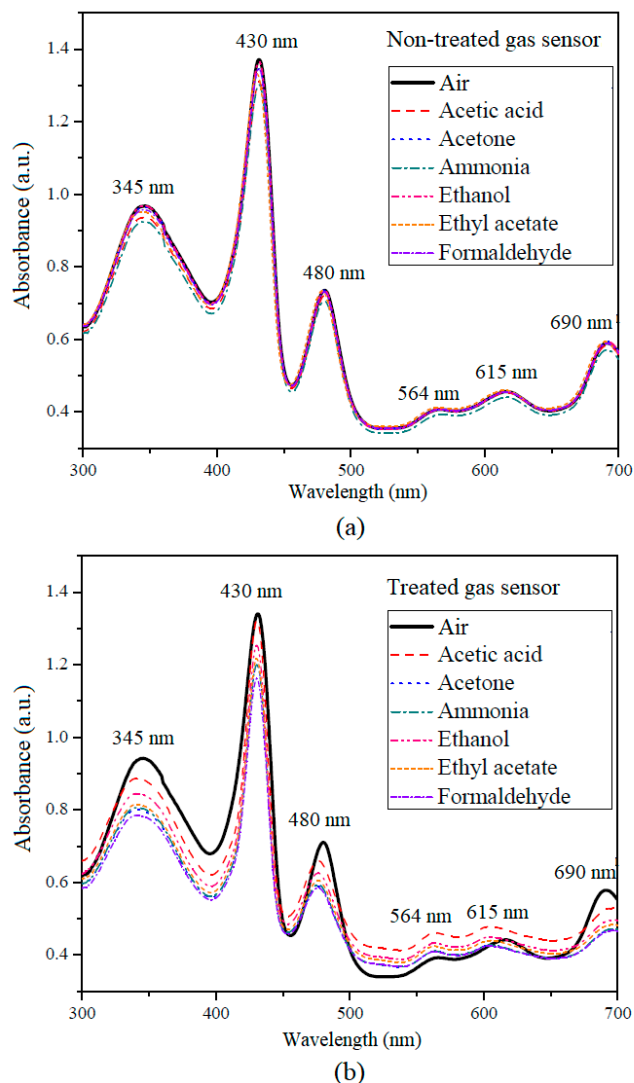 430 nm
Non-treated gas sensor
Air
Acetic acid
Acetone
Ammonia
Ethanol
Ethyl acetate
Formaldehyde
345 nm
480 nm
564 nm
615 nm
690 nm
1.4
1.2
1.0
0.8
0.6
0.4
Absorbance (a.u.)
300 400 500 600 700
Wavelength (nm)
(a)
430 nm
Treated gas sensor
Air
Acetic acid
Acetone
Ammonia
Ethanol
Ethyl acetate
Formaldehyde
345 nm
480 nm
564 nm
615 nm
690 nm
1.4
1.2
1.0
0.8
0.6
0.4
Absorbance (a.u.)
300 400 500 600 700
Wavelength (nm)
(b)